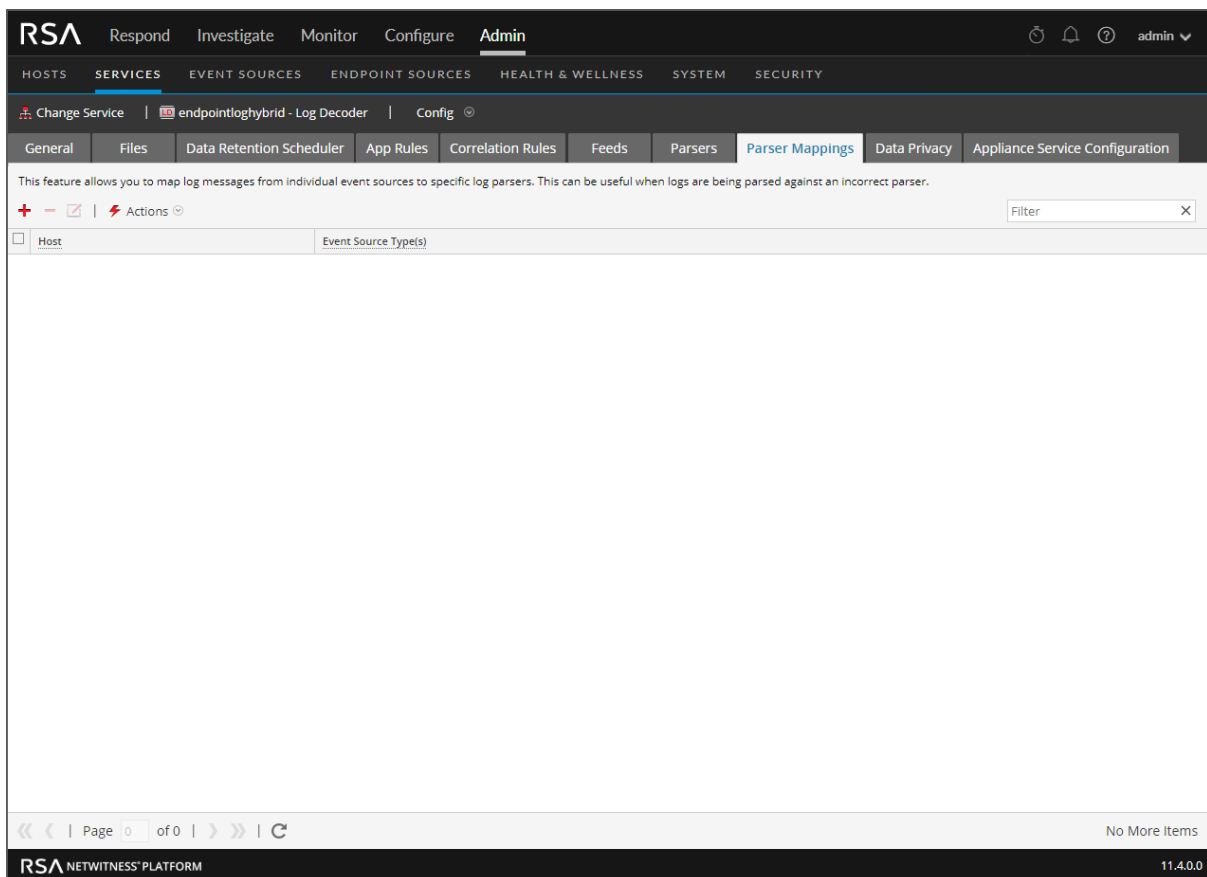 RSA Respond Investigate Monitor Configure Admin ? admin
HOSTS SERVICES EVENT SOURCES ENDPOINT SOURCES HEALTH & WELLNESS SYSTEM SECURITY
Change Service | LD endpointloghybrid - Log Decoder | Config
General Files Data Retention Scheduler App Rules Correlation Rules Feeds Parsers Parser Mappings Data Privacy Appliance Service Configuration
This feature allows you to map log messages from individual event sources to specific log parsers. This can be useful when logs are being parsed against an incorrect parser.
Actions Filter
Host Event Source Type(s)
Page 0 of 0 No More Items
RSA NETWITNESS® PLATFORM 11.4.0.0